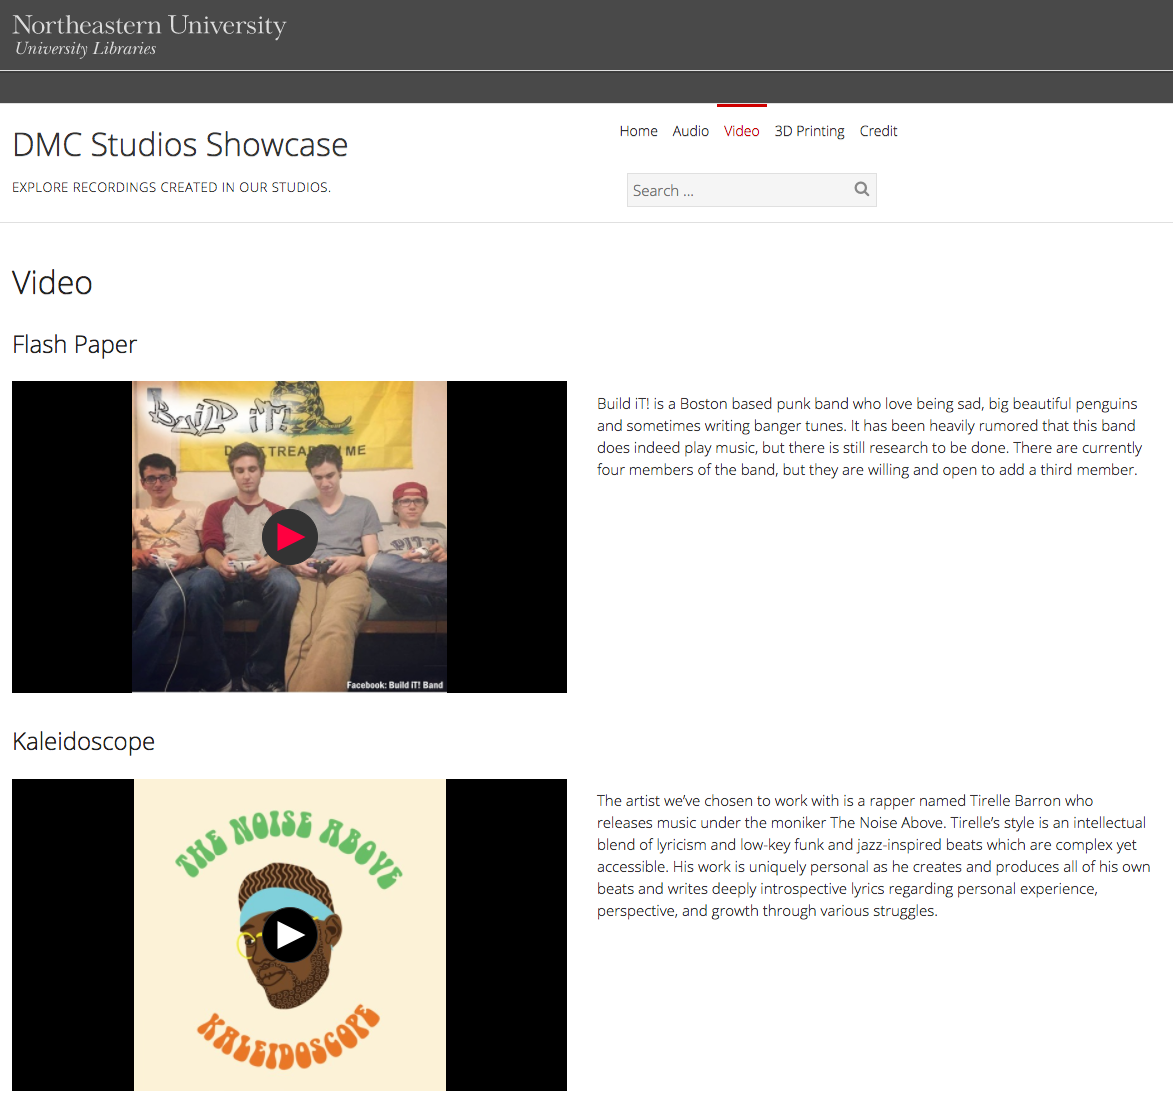 Northeastern University
University Libraries
DMC Studios Showcase
EXPLORE RECORDINGS CREATED IN OUR STUDIOS.
Home Audio Video 3D Printing Credit
Search ...
Video
Flash Paper
BuiLD iT!
DON'T TREAD ON ME
PITT
Facebook: Build iT! Band
Build iT! is a Boston based punk band who love being sad, big beautiful penguins
and sometimes writing banger tunes. It has been heavily rumored that this band
does indeed play music, but there is still research to be done. There are currently
four members of the band, but they are willing and open to add a third member.
Kaleidoscope
THE NOISE ABOVE
KALEIDOSCOPE
The artist we’ve chosen to work with is a rapper named Tirelle Barron who
releases music under the moniker The Noise Above. Tirelle’s style is an intellectual
blend of lyricism and low-key funk and jazz-inspired beats which are complex yet
accessible. His work is uniquely personal as he creates and produces all of his own
beats and writes deeply introspective lyrics regarding personal experience,
perspective, and growth through various struggles.